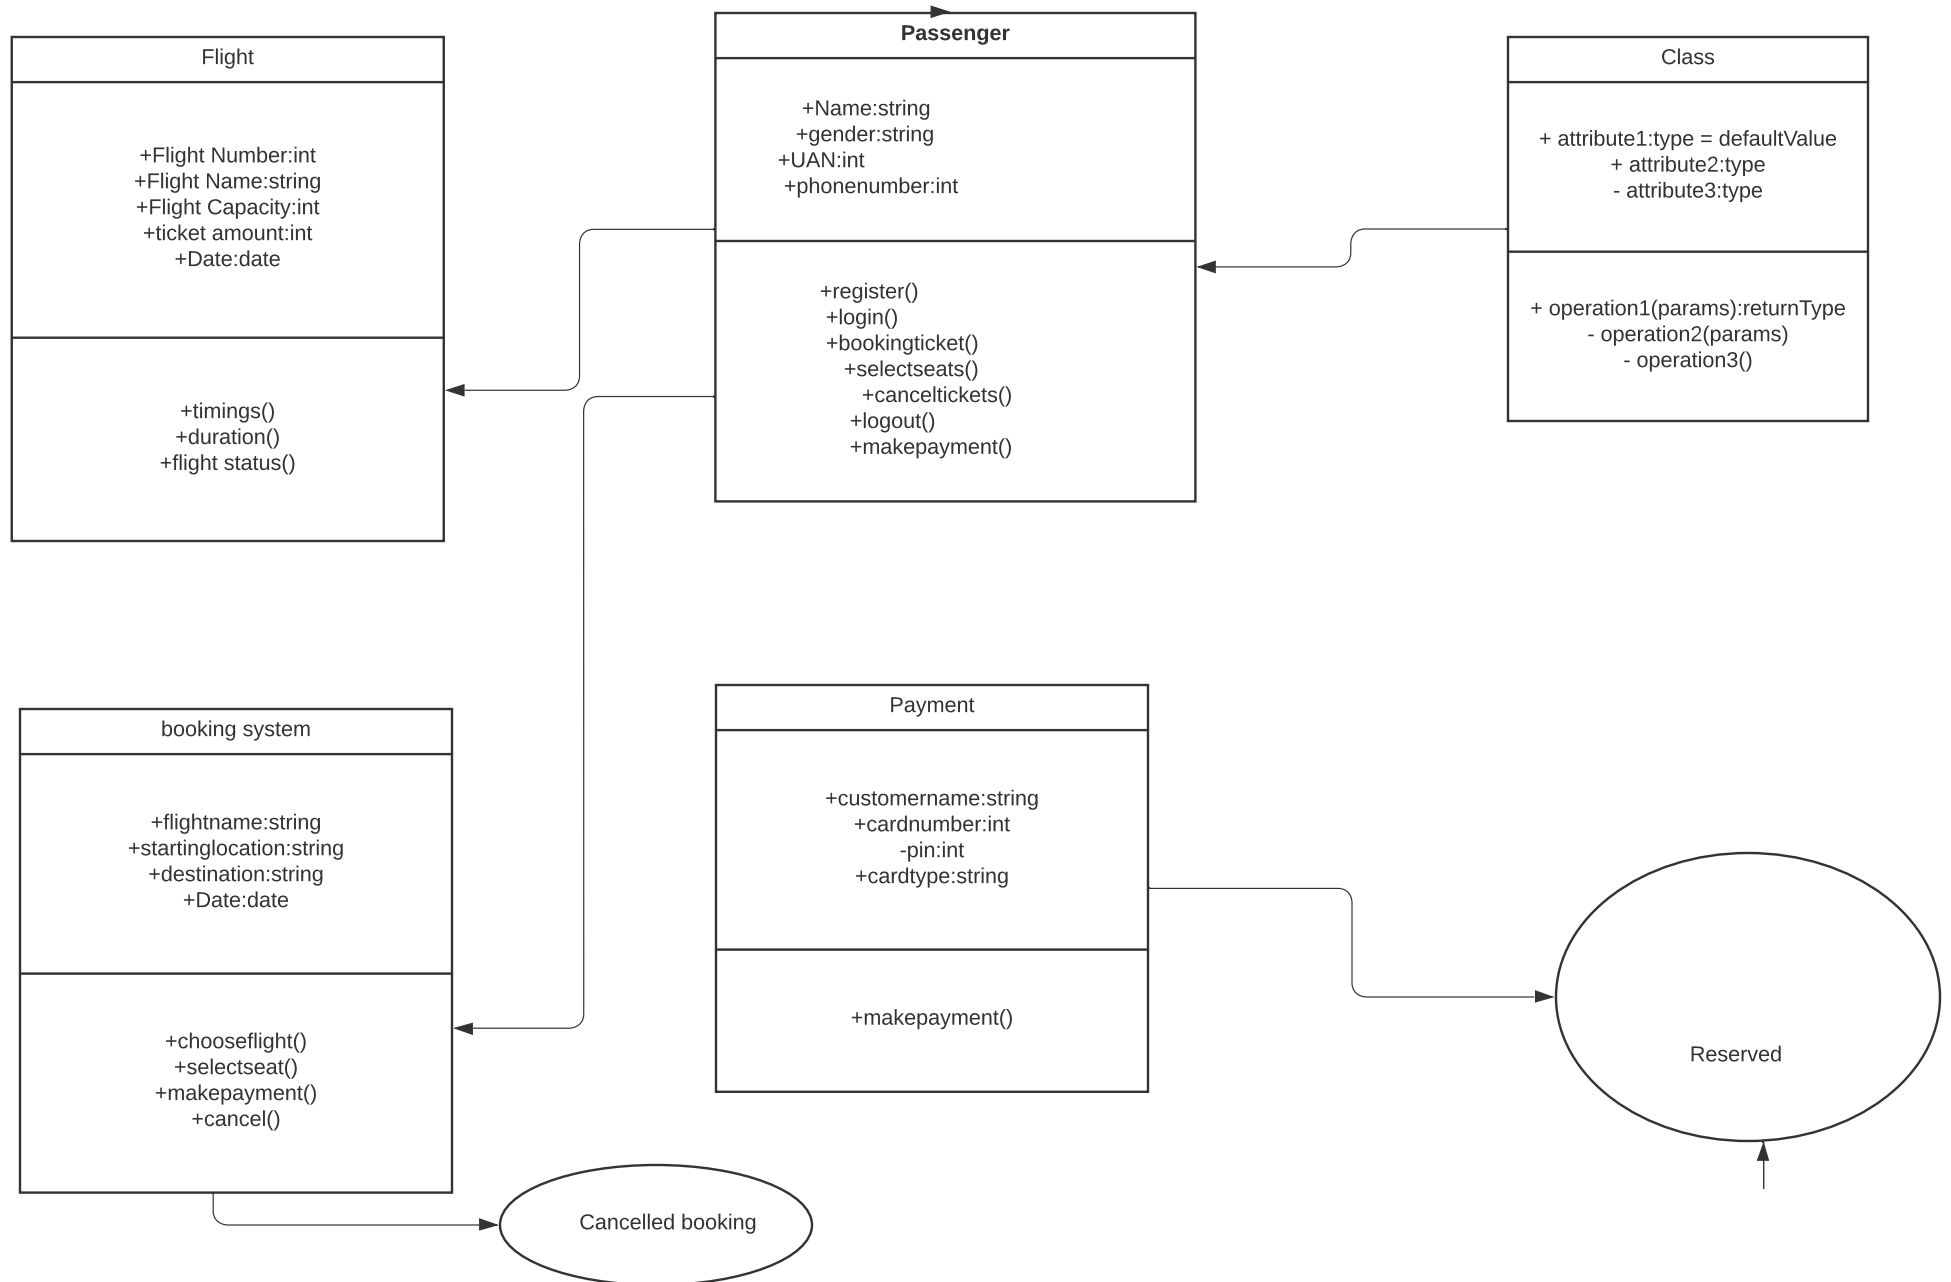 Flight
+Flight Number:int
+Flight Name:string
+Flight Capacity:int
+ticket amount:int
+Date:date
+timings()
+duration()
+flight status()
Passenger
+Name:string
+gender:string
+UAN:int
+phonenumber:int
+register()
+login()
+bookingticket()
+selectseats()
+canceltickets()
+logout()
+makepayment()
Class
+ attribute1:type = defaultValue
+ attribute2:type
- attribute3:type
+ operation1(params):returnType
- operation2(params)
- operation3()
booking system
+flightname:string
+startinglocation:string
+destination:string
+Date:date
+chooseflight()
+selectseat()
+makepayment()
+cancel()
Payment
+customername:string
+cardnumber:int
-pin:int
+cardtype:string
+makepayment()
Reserved
Cancelled booking